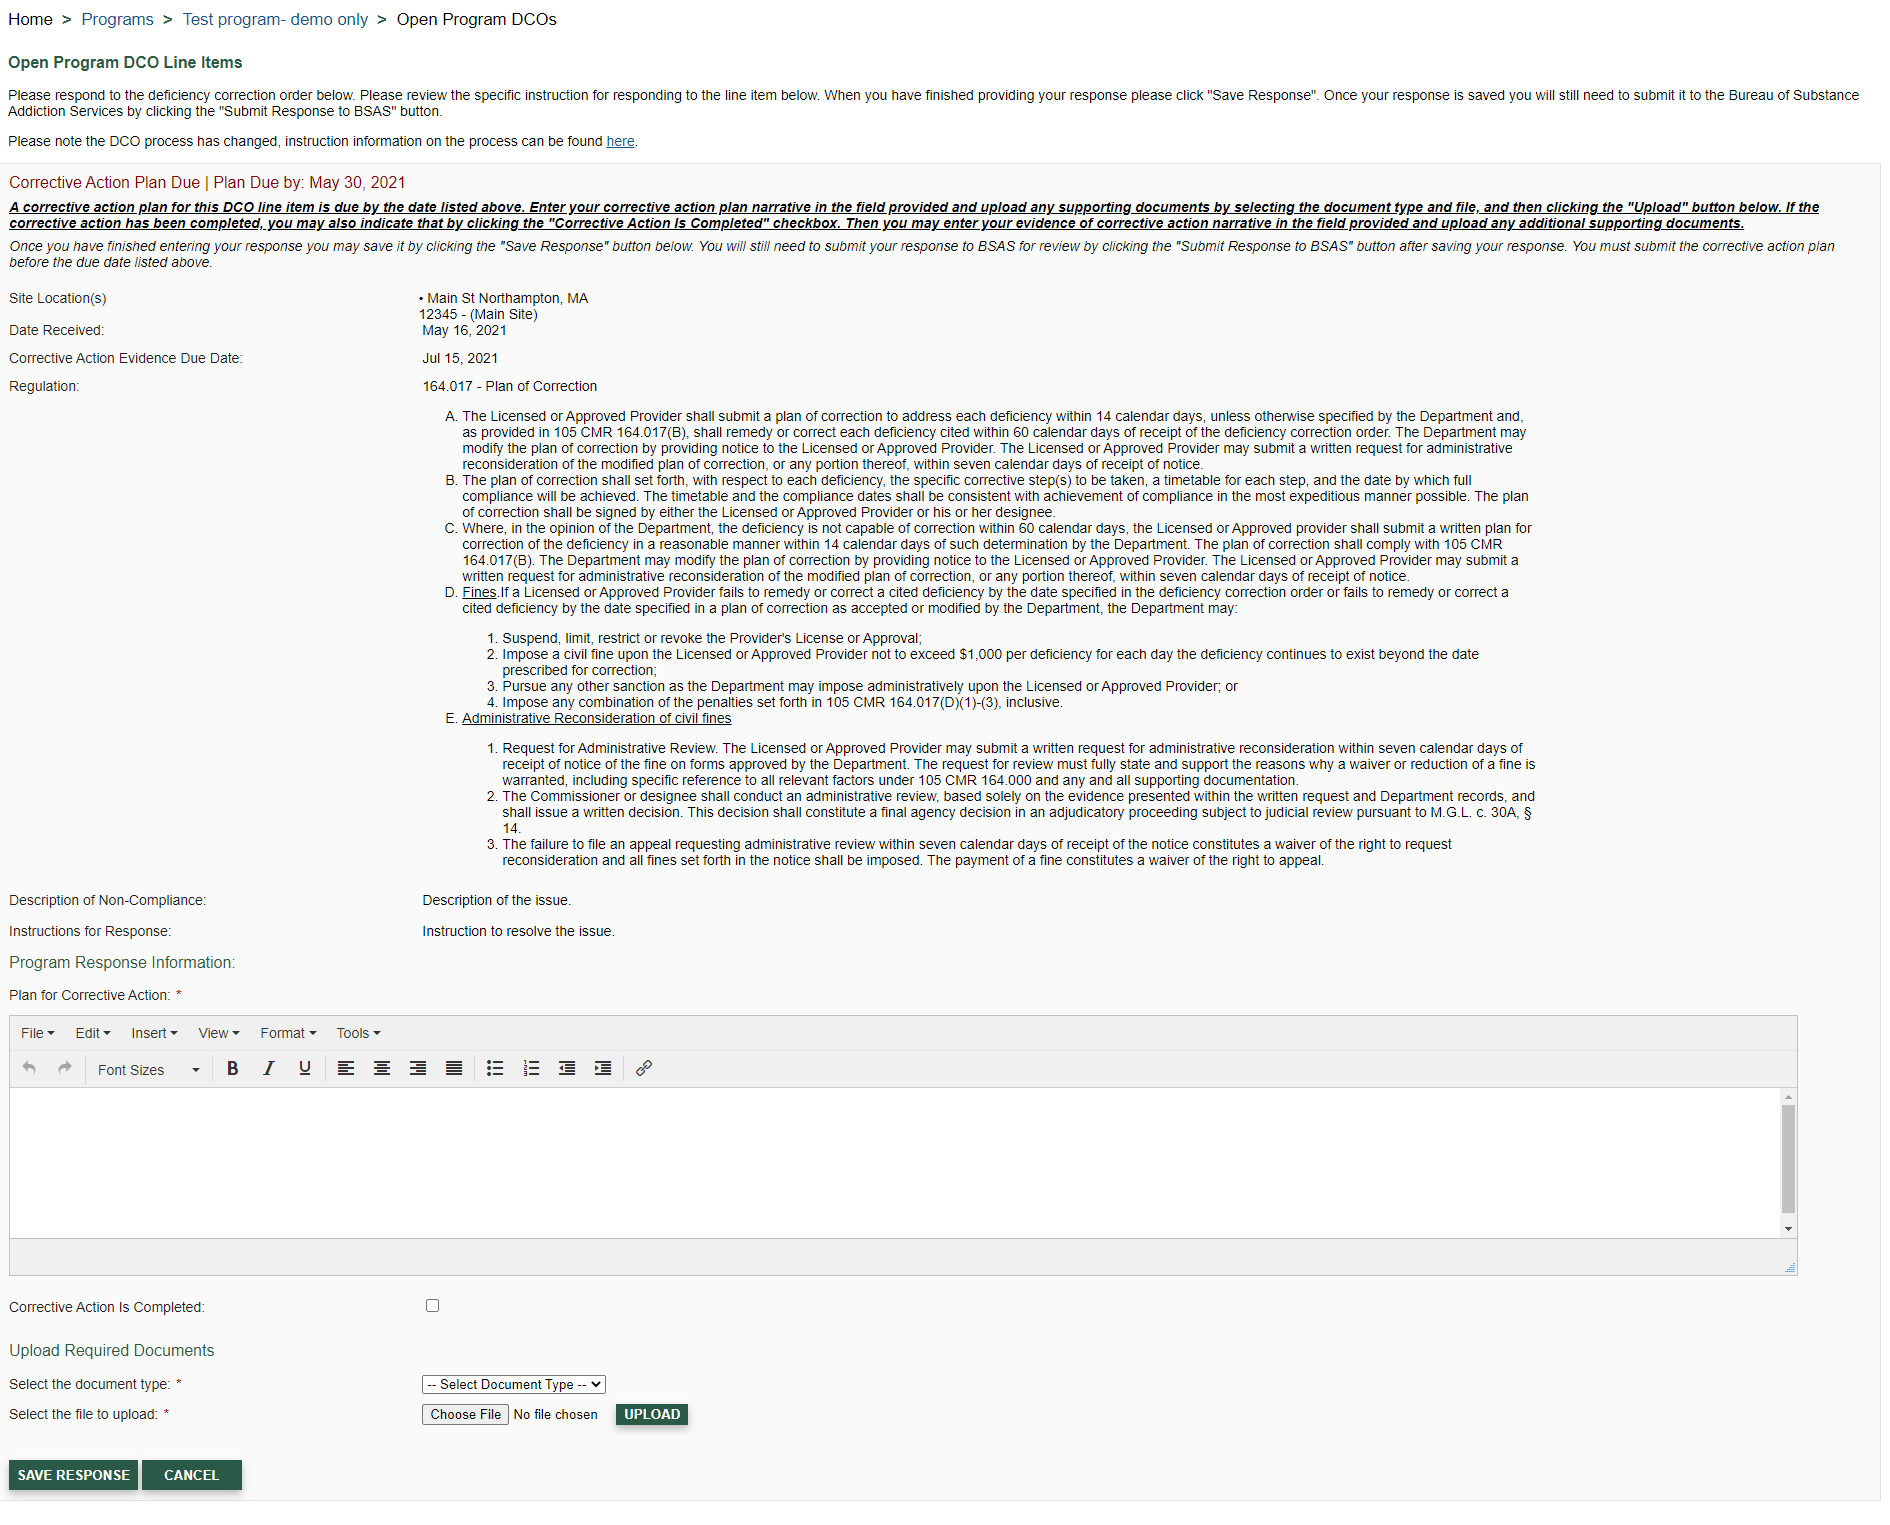 Home > Programs > Test program- demo only > Open Program DCOs
Open Program DCO Line Items
Please respond to the deficiency correction order below. Please review the specific instruction for responding to the line item below. When you have finished providing your response please click "Save Response". Once your response is saved you will still need to submit it to the Bureau of Substance
Addiction Services by clicking the "Submit Response to BSAS" button.
Please note the DCO process has changed, instruction information on the process can be found here.
Corrective Action Plan Due | Plan Due by: May 30, 2021
A corrective action plan for this DCO line item is due by the date listed above. Enter your corrective action plan narrative in the field provided and upload any supporting documents by selecting the document type and file, and then clicking the "Upload" button below. If the
corrective action has been completed, you may also indicate that by clicking the "Corrective Action Is Completed" checkbox. Then you may enter your evidence of corrective action narrative in the field provided and upload any additional supporting documents.
Once you have finished entering your response you may save it by clicking the "Save Response" button below. You will still need to submit your response to BSAS for review by clicking the "Submit Response to BSAS" button after saving your response. You must submit the corrective action plan
before the due date listed above.
Site Location(s) • Main St Northampton, MA
12345 - (Main Site)
Date Received: May 16, 2021
Corrective Action Evidence Due Date: Jul 15, 2021
Regulation: 164.017 - Plan of Correction
A. The Licensed or Approved Provider shall submit a plan of correction to address each deficiency within 14 calendar days, unless otherwise specified by the Department and,
as provided in 105 CMR 164.017(B), shall remedy or correct each deficiency cited within 60 calendar days of receipt of the deficiency correction order. The Department may
modify the plan of correction by providing notice to the Licensed or Approved Provider. The Licensed or Approved Provider may submit a written request for administrative
reconsideration of the modified plan of correction, or any portion thereof, within seven calendar days of receipt of notice.
B. The plan of correction shall set forth, with respect to each deficiency, the specific corrective step(s) to be taken, a timetable for each step, and the date by which full
compliance will be achieved. The timetable and the compliance dates shall be consistent with achievement of compliance in the most expeditious manner possible. The plan
of correction shall be signed by either the Licensed or Approved Provider or his or her designee.
C. Where, in the opinion of the Department, the deficiency is not capable of correction within 60 calendar days, the Licensed or Approved provider shall submit a written plan for
correction of the deficiency in a reasonable manner within 14 calendar days of such determination by the Department. The plan of correction shall comply with 105 CMR
164.017(B). The Department may modify the plan of correction by providing notice to the Licensed or Approved Provider. The Licensed or Approved Provider may submit a
written request for administrative reconsideration of the modified plan of correction, or any portion thereof, within seven calendar days of receipt of notice.
D. Fines.If a Licensed or Approved Provider fails to remedy or correct a cited deficiency by the date specified in the deficiency correction order or fails to remedy or correct a
cited deficiency by the date specified in a plan of correction as accepted or modified by the Department, the Department may:
1. Suspend, limit, restrict or revoke the Provider's License or Approval;
2. Impose a civil fine upon the Licensed or Approved Provider not to exceed $1,000 per deficiency for each day the deficiency continues to exist beyond the date
prescribed for correction;
3. Pursue any other sanction as the Department may impose administratively upon the Licensed or Approved Provider; or
4. Impose any combination of the penalties set forth in 105 CMR 164.017(D)(1)-(3), inclusive.
E. Administrative Reconsideration of civil fines
1. Request for Administrative Review. The Licensed or Approved Provider may submit a written request for administrative reconsideration within seven calendar days of
receipt of notice of the fine on forms approved by the Department. The request for review must fully state and support the reasons why a waiver or reduction of a fine is
warranted, including specific reference to all relevant factors under 105 CMR 164.000 and any and all supporting documentation.
2. The Commissioner or designee shall conduct an administrative review, based solely on the evidence presented within the written request and Department records, and
shall issue a written decision. This decision shall constitute a final agency decision in an adjudicatory proceeding subject to judicial review pursuant to M.G.L. c. 30A, §
14.
3. The failure to file an appeal requesting administrative review within seven calendar days of receipt of the notice constitutes a waiver of the right to request
reconsideration and all fines set forth in the notice shall be imposed. The payment of a fine constitutes a waiver of the right to appeal.
Description of Non-Compliance: Description of the issue.
Instructions for Response: Instruction to resolve the issue.
Program Response Information:
Plan for Corrective Action: *
File Edit Insert View Format Tools
Font Sizes B I U
Corrective Action Is Completed:
Upload Required Documents
Select the document type: * -- Select Document Type --
Select the file to upload: * Choose File No file chosen UPLOAD
SAVE RESPONSE CANCEL